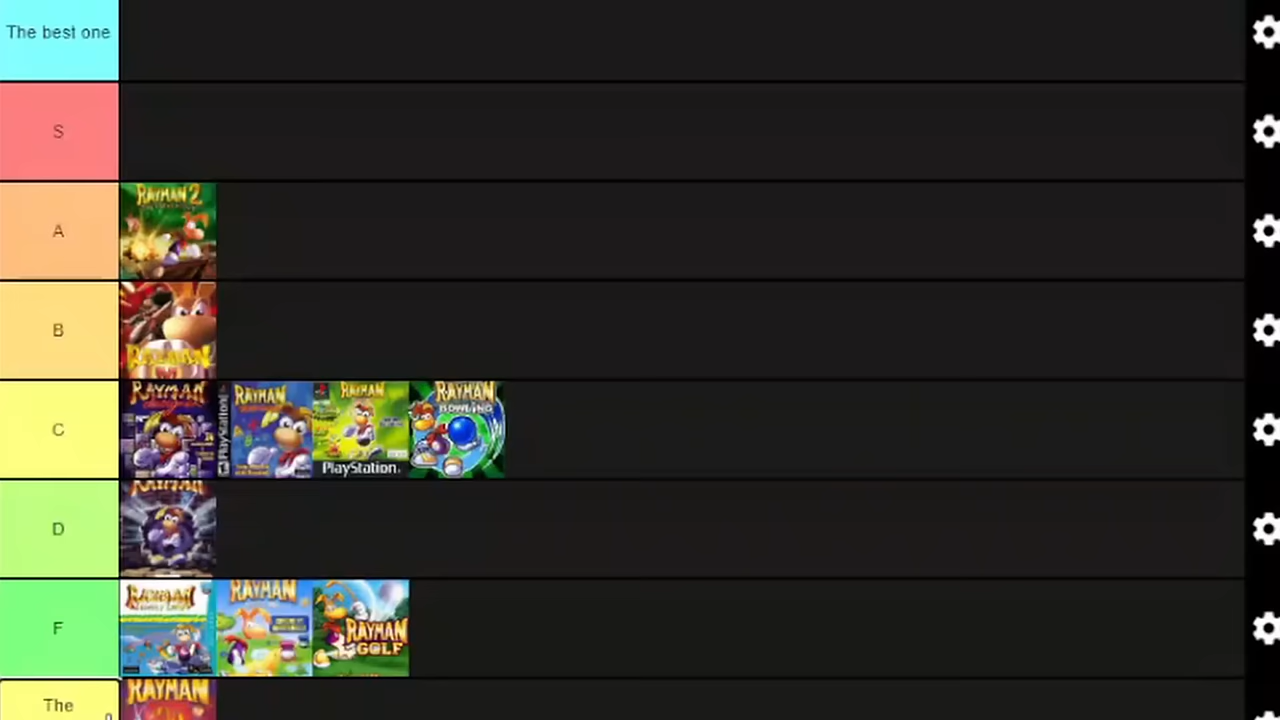 The best one
S
A
RAYMAN 2
B
RAYMAN
C
RAYMAN
PlayStation
RAYMAN
RAYMAN
PlayStation
RAYMAN
BOWLING
D
RAYMAN
F
RAYMAN
RAYMAN
RAYMAN
GOLF
The
RAYMAN